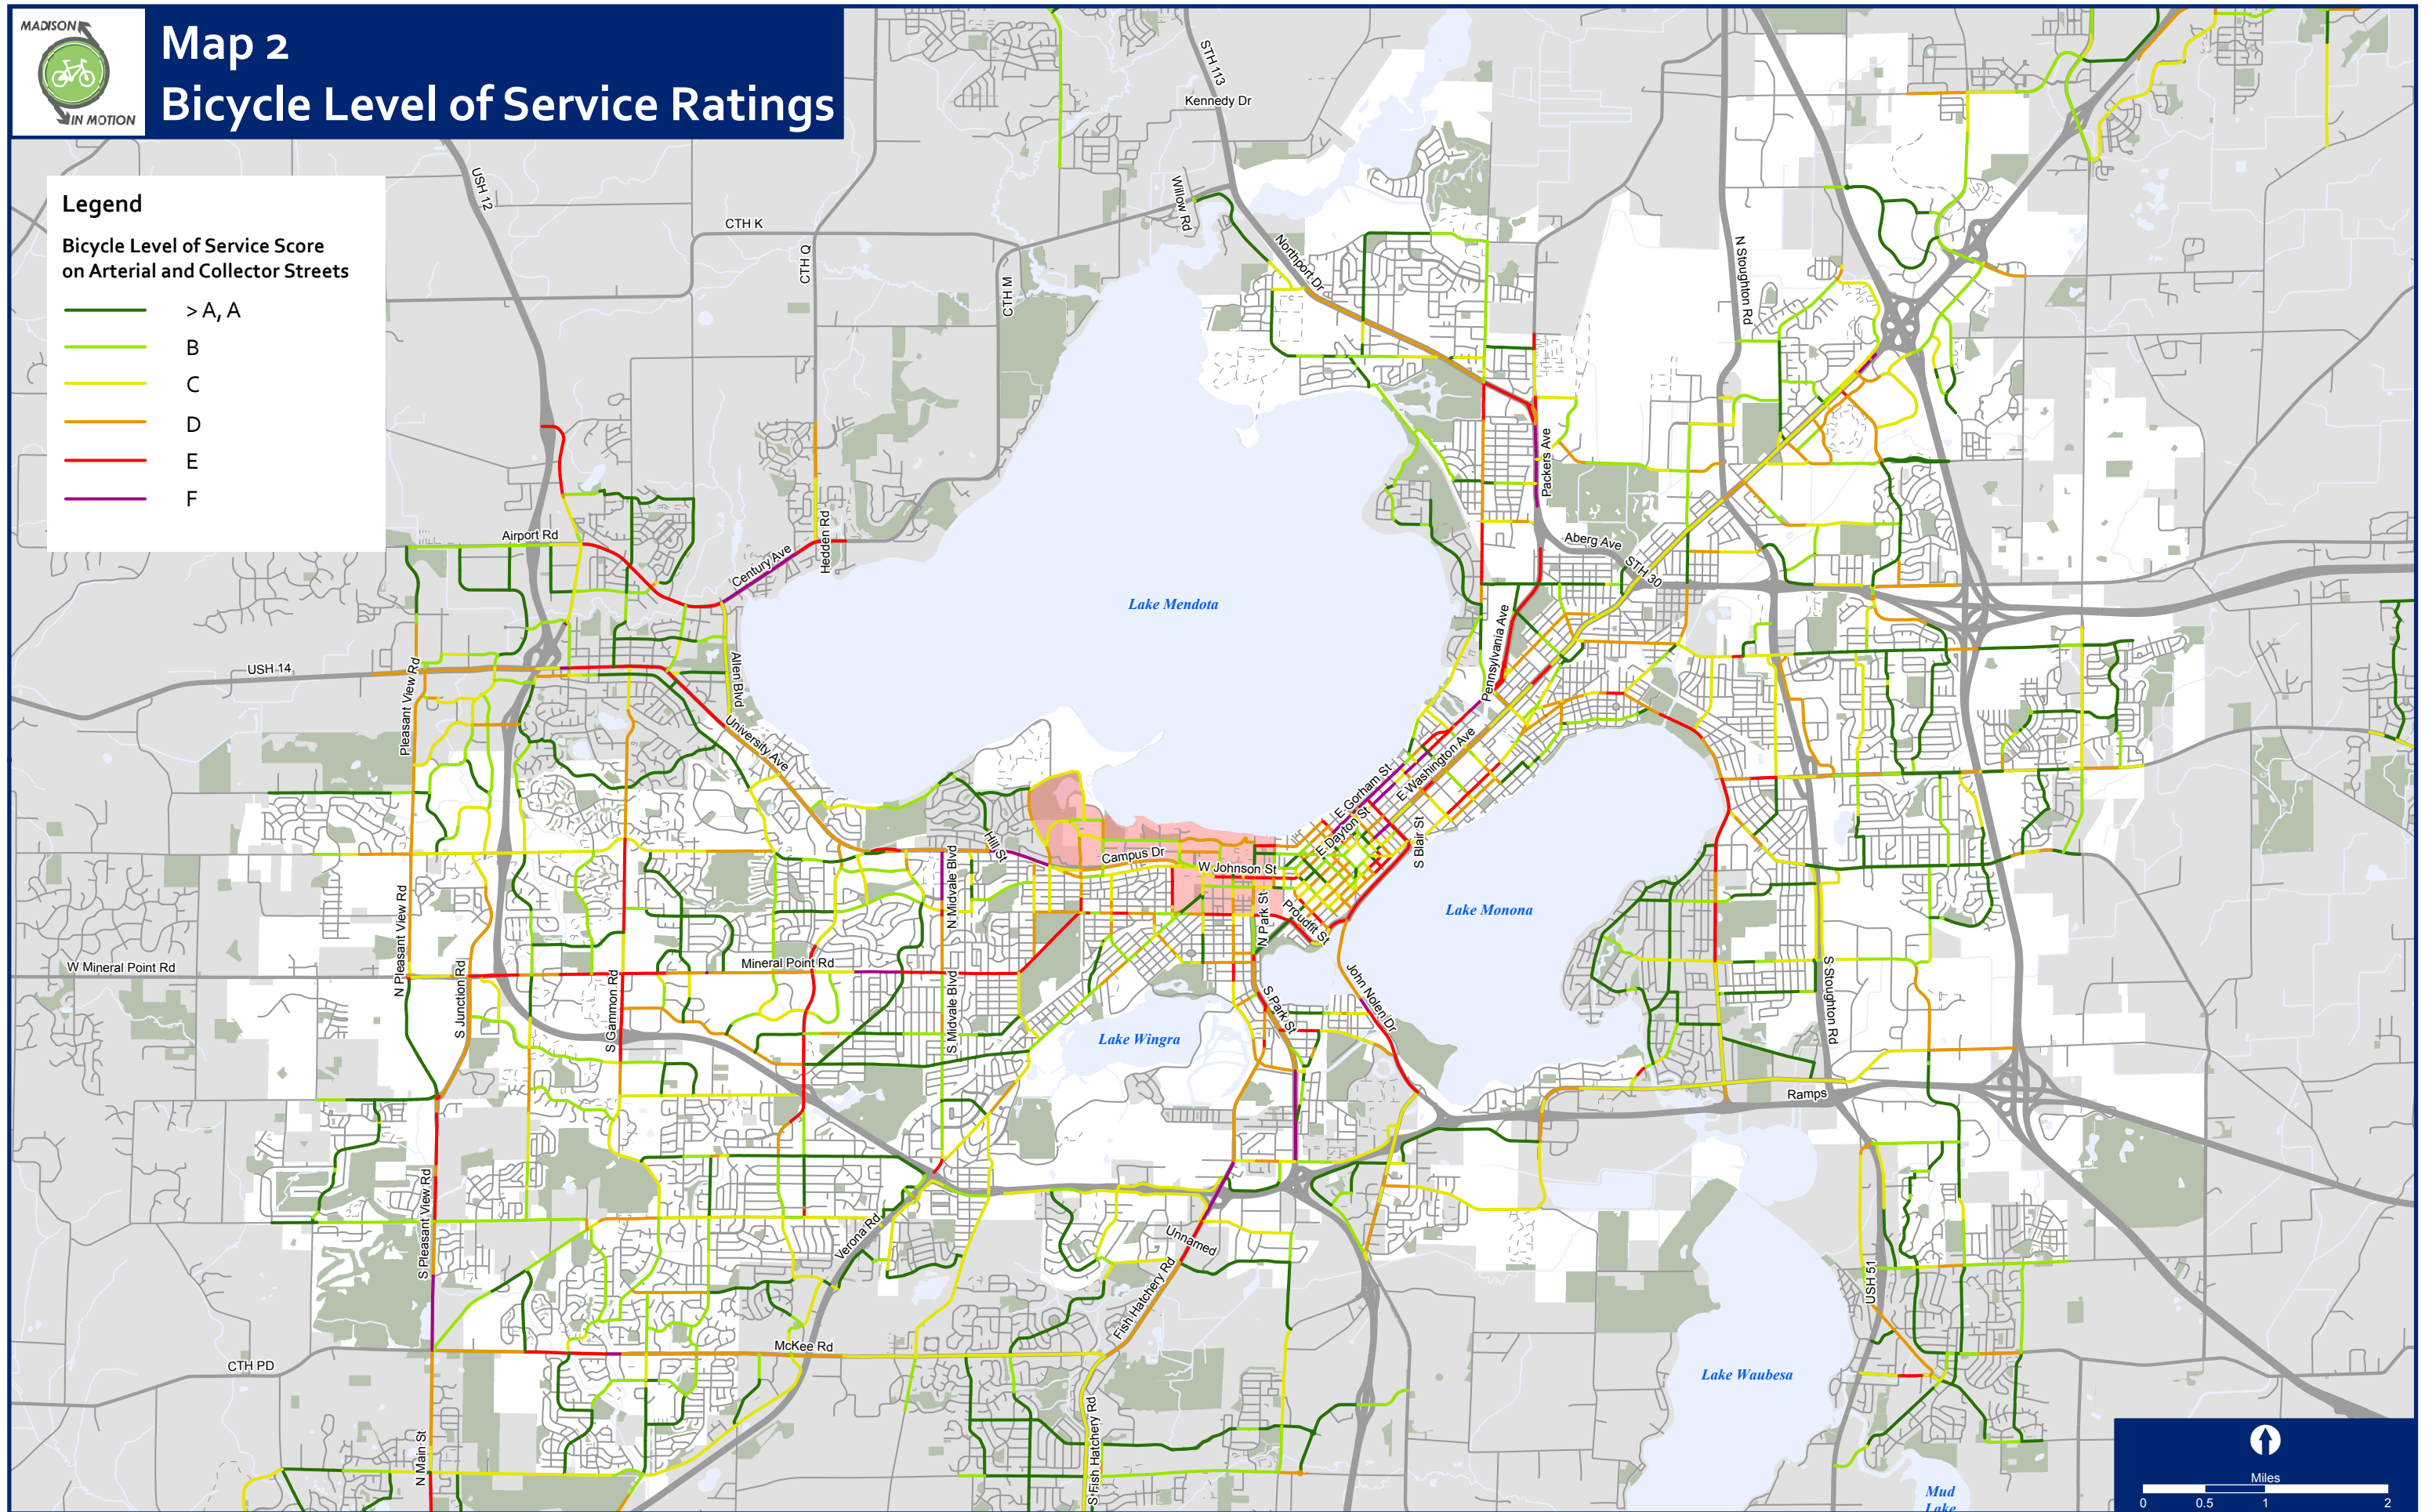 MADISON
IN MOTION
Map 2
Bicycle Level of Service Ratings
Legend
Bicycle Level of Service Score
on Arterial and Collector Streets
> A, A
B
C
D
E
F
USH 12
STH 113
Kennedy Dr
Willow Rd
CTH K
CTH Q
CTH M
Northport Dr
N Stoughton Rd
Packers Ave
Airport Rd
Century Ave
Hedden Rd
Aberg Ave
STH 30
Lake Mendota
Pennsylvania Ave
USH 14
Pleasant View Rd
Allen Blvd
University Ave
E Gorham St
E Washington Ave
E Dayton St
S Blair St
Hill St
Campus Dr
W Johnson St
N Midvale Blvd
N Park St
Proudfit St
Lake Monona
N Pleasant View Rd
W Mineral Point Rd
Mineral Point Rd
S Junction Rd
S Gammon Rd
S Midvale Blvd
S Park St
John Nolen Dr
Lake Wingra
S Stoughton Rd
Ramps
S Pleasant View Rd
Verona Rd
Unnamed
Fish Hatchery Rd
USH 51
McKee Rd
CTH PD
Lake Waubesa
N Main St
S Fish Hatchery Rd
Mud
Lake
Miles
0 0.5 1 2